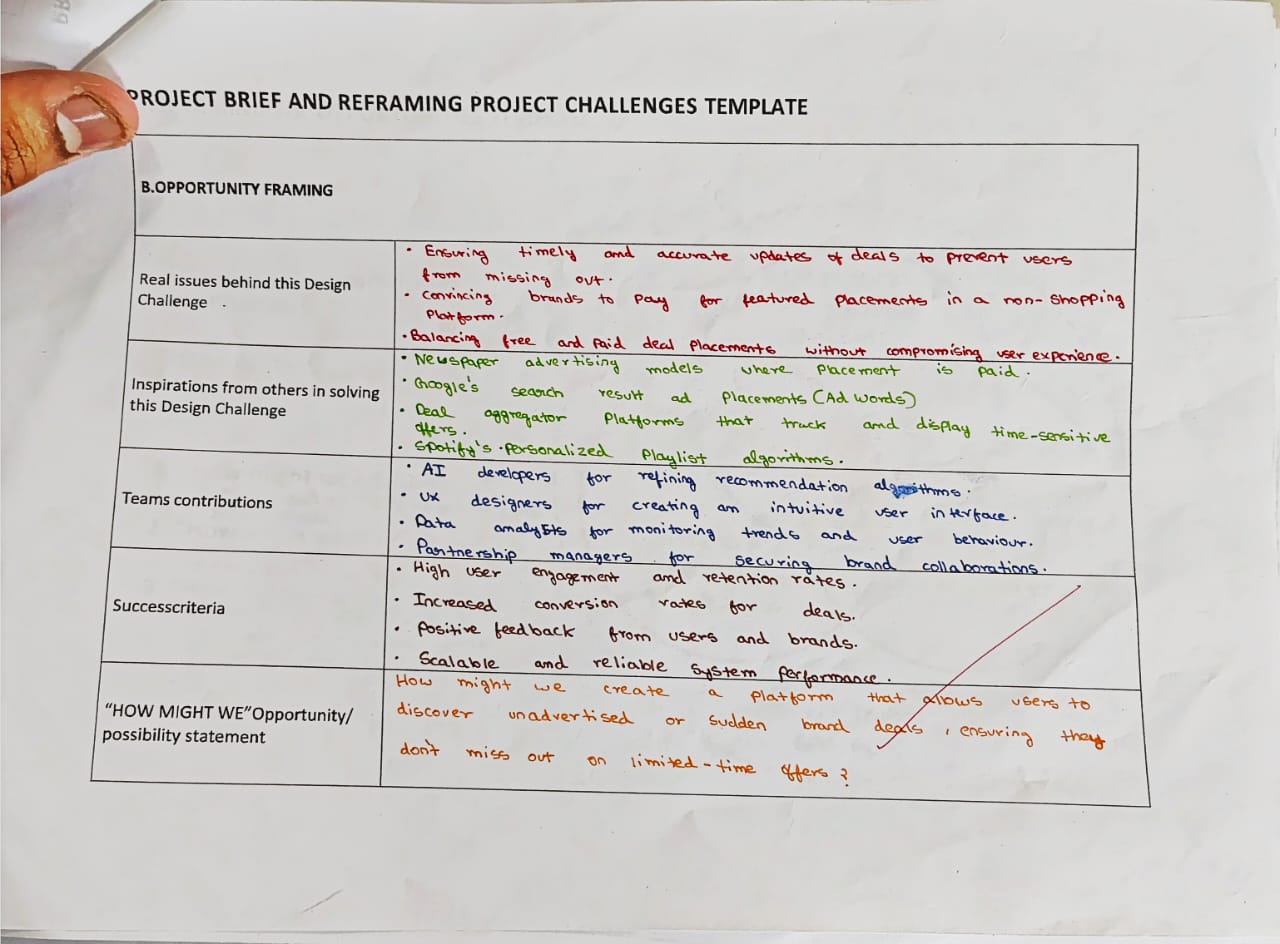 PROJECT BRIEF AND REFRAMING PROJECT CHALLENGES TEMPLATE
B.OPPORTUNITY FRAMING
Real issues behind this Design
Challenge
• Ensuring timely and accurate updates of deals to prevent users
from missing out.
• Convincing brands to pay for featured placements in a non-shopping
platform.
• Balancing free and paid deal placements without compromising user experience.
Inspirations from others in solving
this Design Challenge
• Newspaper advertising models where placement is paid.
• Google's search result ad placements (Ad words)
• Deal aggregator platforms that track and display time-sensitive
offers.
• Spotify's personalized playlist algorithms.
Teams contributions
• AI developers for refining recommendation algorithms.
• UX designers for creating an intuitive user interface.
• Data analysts for monitoring trends and user behaviour.
• Partnership managers for securing brand collaborations.
Successcriteria
• High user engagement and retention rates.
• Increased conversion rates for deals.
• Positive feedback from users and brands.
• Scalable and reliable system performance.
"HOW MIGHT WE"Opportunity/
possibility statement
How might we create a platform that allows users to
discover unadvertised or sudden brand deals, ensuring they
don't miss out on limited-time offers?